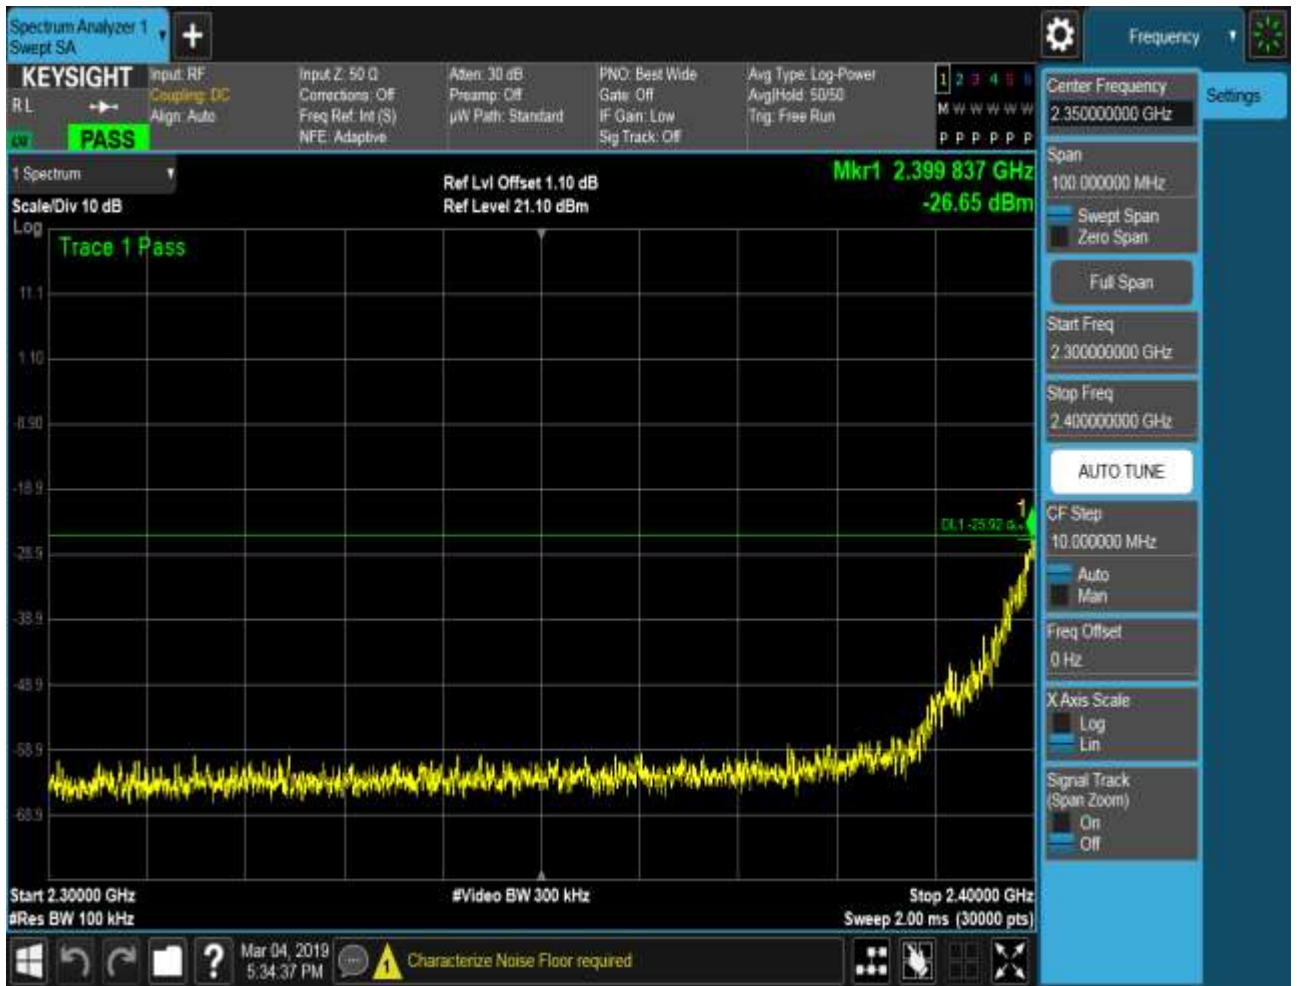 Spectrum Analyzer 1
Swept SA
Frequency
KEYSIGHT
R L
PASS
Input: RF
Coupling: DC
Align: Auto
Input Z: 50 Ω
Corrections: Off
Freq Ref: Int (S)
NFE: Adaptive
Atten: 30 dB
Preamp: Off
µW Path: Standard
PNO: Best Wide
Gate: Off
IF Gain: Low
Sig Track: Off
Avg Type: Log-Power
Avg|Hold: 50/50
Trig: Free Run
1 2 3 4 5 6
M W W W W W
P P P P P P
1 Spectrum
Scale/Div 10 dB
Log
Ref Lvl Offset 1.10 dB
Ref Level 21.10 dBm
Mkr1 2.399 837 GHz
-26.65 dBm
Trace 1 Pass
11.1
1.10
-8.90
-18.9
1
DL1 -25.92
-28.9
-38.9
-48.9
-58.9
-68.9
Start 2.30000 GHz
#Res BW 100 kHz
#Video BW 300 kHz
Stop 2.40000 GHz
Sweep 2.00 ms (30000 pts)
Center Frequency
2.350000000 GHz
Settings
Span
100.000000 MHz
Swept Span
Zero Span
Full Span
Start Freq
2.300000000 GHz
Stop Freq
2.400000000 GHz
AUTO TUNE
CF Step
10.000000 MHz
Auto
Man
Freq Offset
0 Hz
X Axis Scale
Log
Lin
Signal Track
(Span Zoom)
On
Off
?
Mar 04, 2019
5:34:37 PM
1
Characterize Noise Floor required